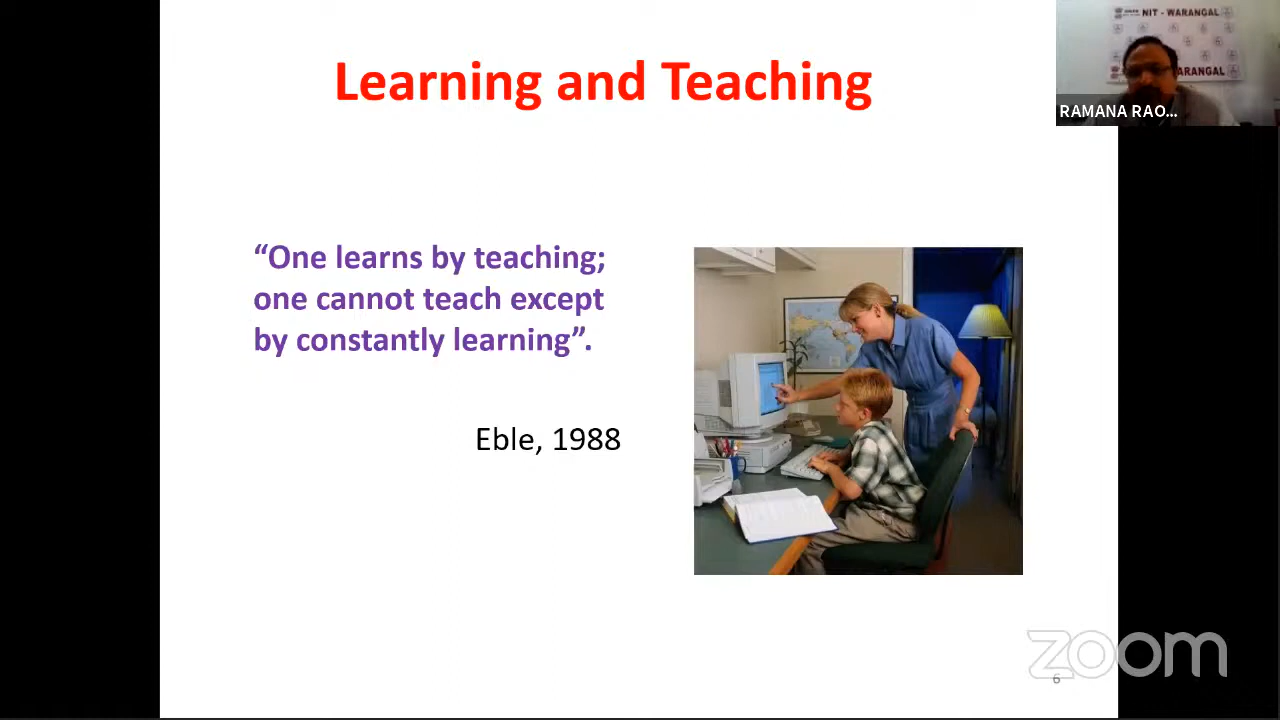 Learning and Teaching
“One learns by teaching;
one cannot teach except
by constantly learning”.
Eble, 1988
NIT - WARANGAL
ARANGAL
RAMANA RAO...
zoom
6